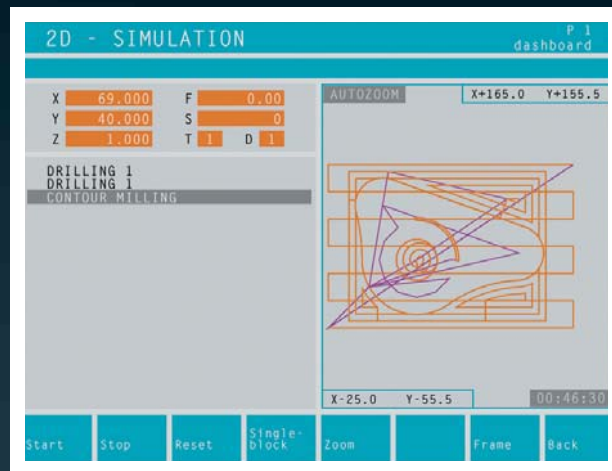 2D - SIMULATION
P 1
dashboard
X 69.000 F 0.00
Y 40.000 S 0
Z 1.000 T 1 D 1
DRILLING 1
DRILLING 1
CONTOUR MILLING
AUTOZOOM X+165.0 Y+155.5
X-25.0 Y-55.5 00:46:30
Start Stop Reset Single-
block Zoom Frame Back